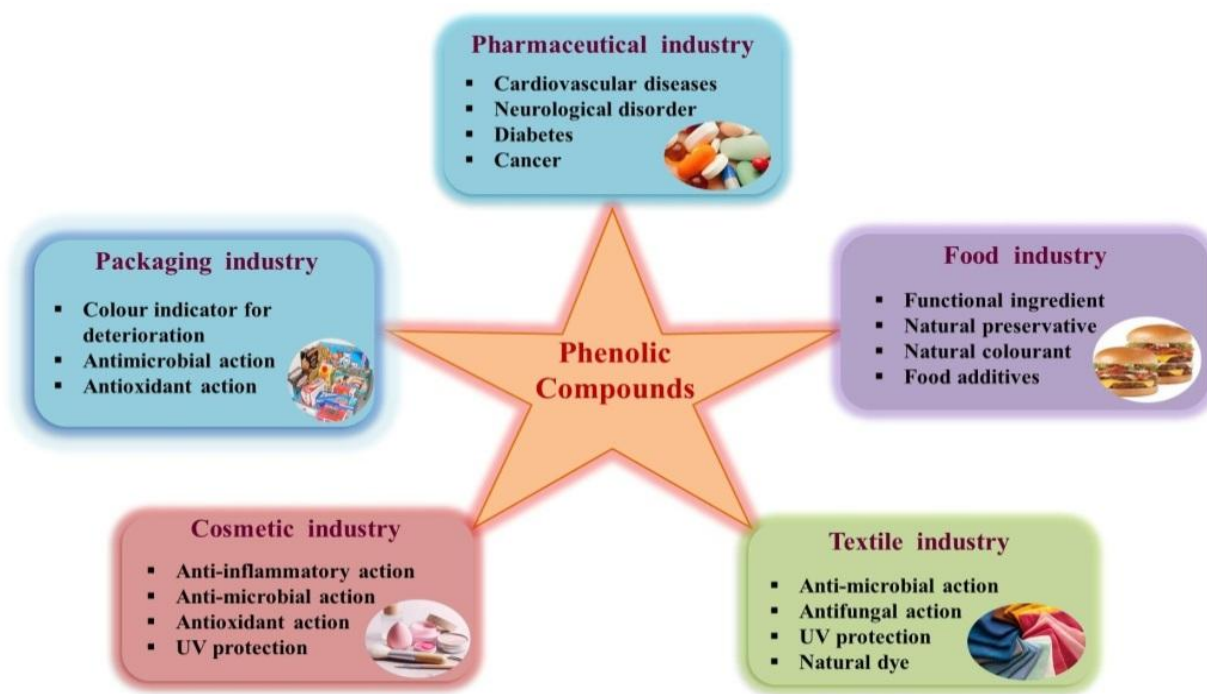 Pharmaceutical industry
▪ Cardiovascular diseases
▪ Neurological disorder
▪ Diabetes
▪ Cancer
Packaging industry
▪ Colour indicator for
deterioration
▪ Antimicrobial action
▪ Antioxidant action
Phenolic
Compounds
Food industry
▪ Functional ingredient
▪ Natural preservative
▪ Natural colourant
▪ Food additives
Cosmetic industry
▪ Anti-inflammatory action
▪ Anti-microbial action
▪ Antioxidant action
▪ UV protection
Textile industry
▪ Anti-microbial action
▪ Antifungal action
▪ UV protection
▪ Natural dye